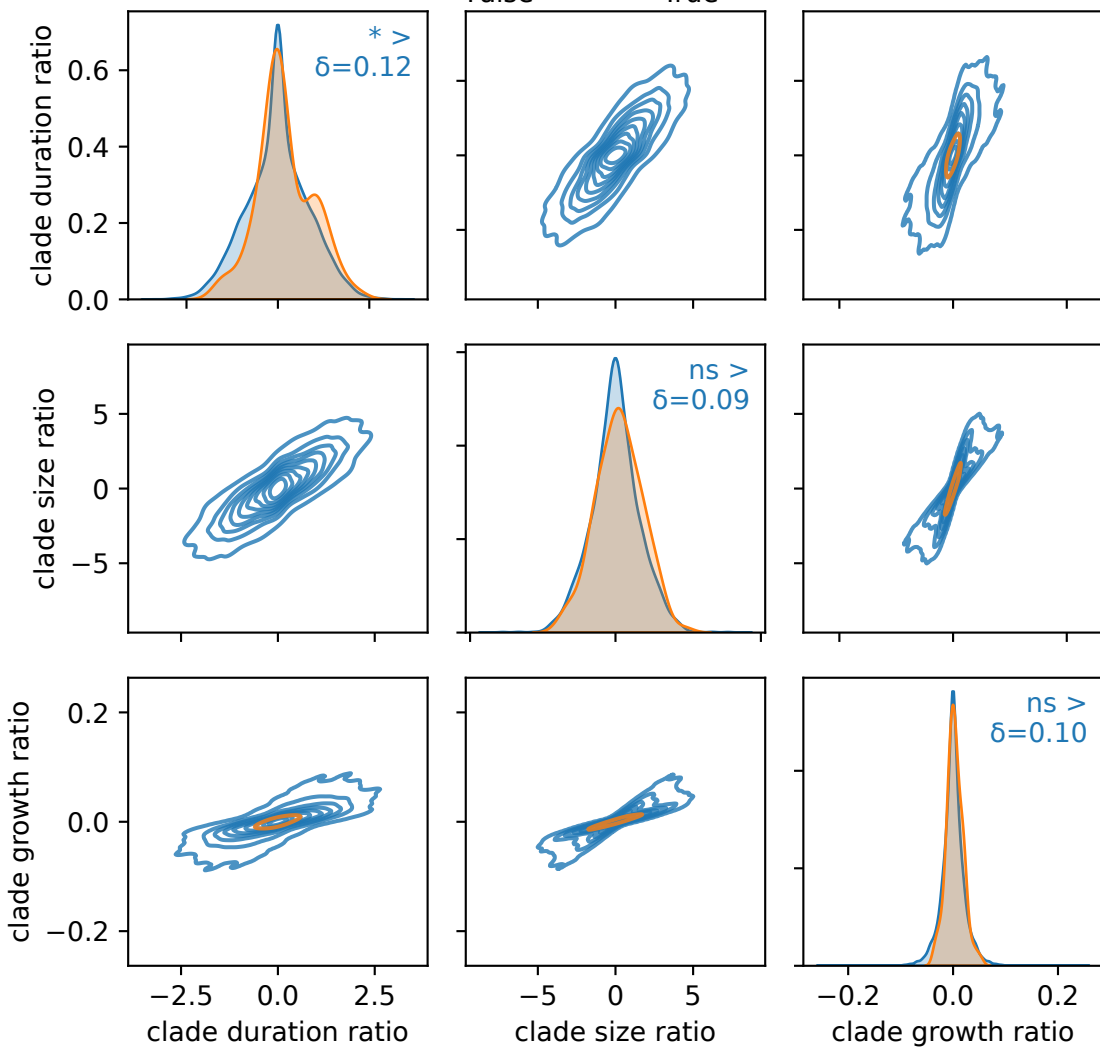 clade duration ratio
0.6
0.4
0.2
0.0
* >
δ=0.12
clade size ratio
5
0
−5
ns >
δ=0.09
clade growth ratio
0.2
0.0
−0.2
ns >
δ=0.10
−2.5 0.0 2.5
clade duration ratio
−5 0 5
clade size ratio
−0.2 0.0 0.2
clade growth ratio